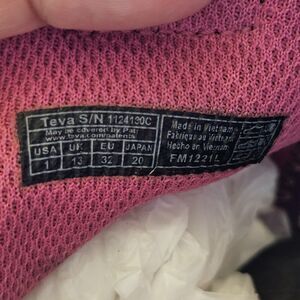 Teva S/N 1124130C
May be covered by Pat:
www.teva.com/patents
USA UK EU JAPAN
1 13 32 20
Made in Vietnam
Fabriqué au Vietnam
Hecho en Vietnam
FM1221L